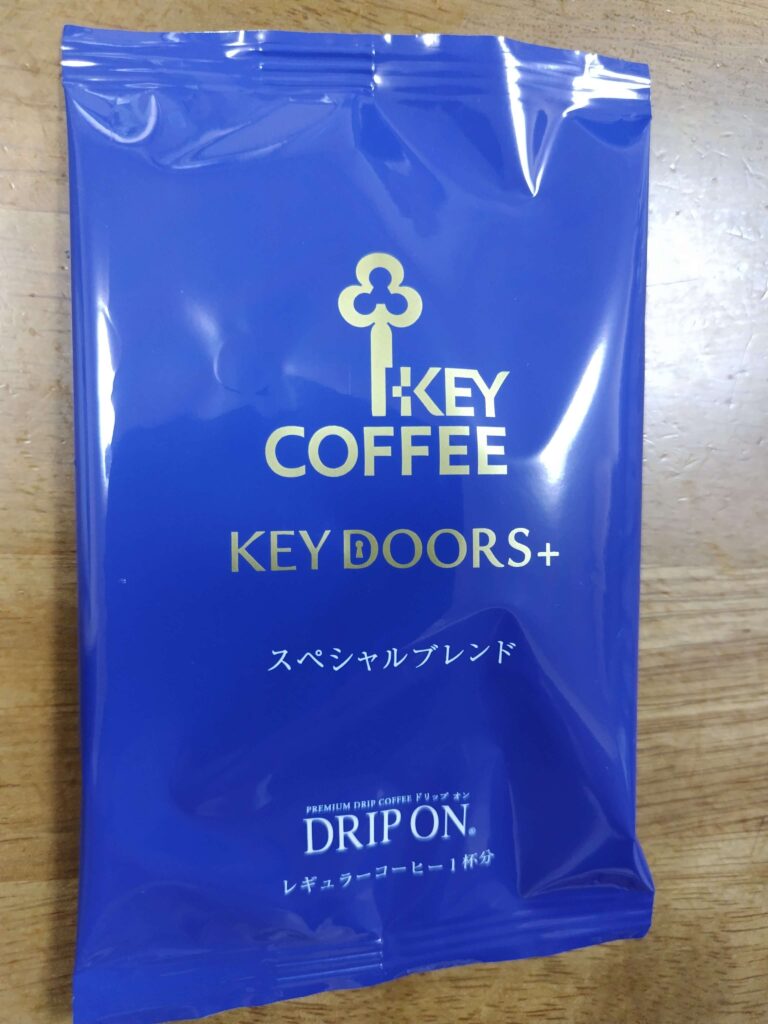 KEY
COFFEE
KEY DOORS+
スペシャルブレンド
PREMIUM DRIP COFFEE ドリップ オン
DRIP ON®
レギュラーコーヒー1杯分